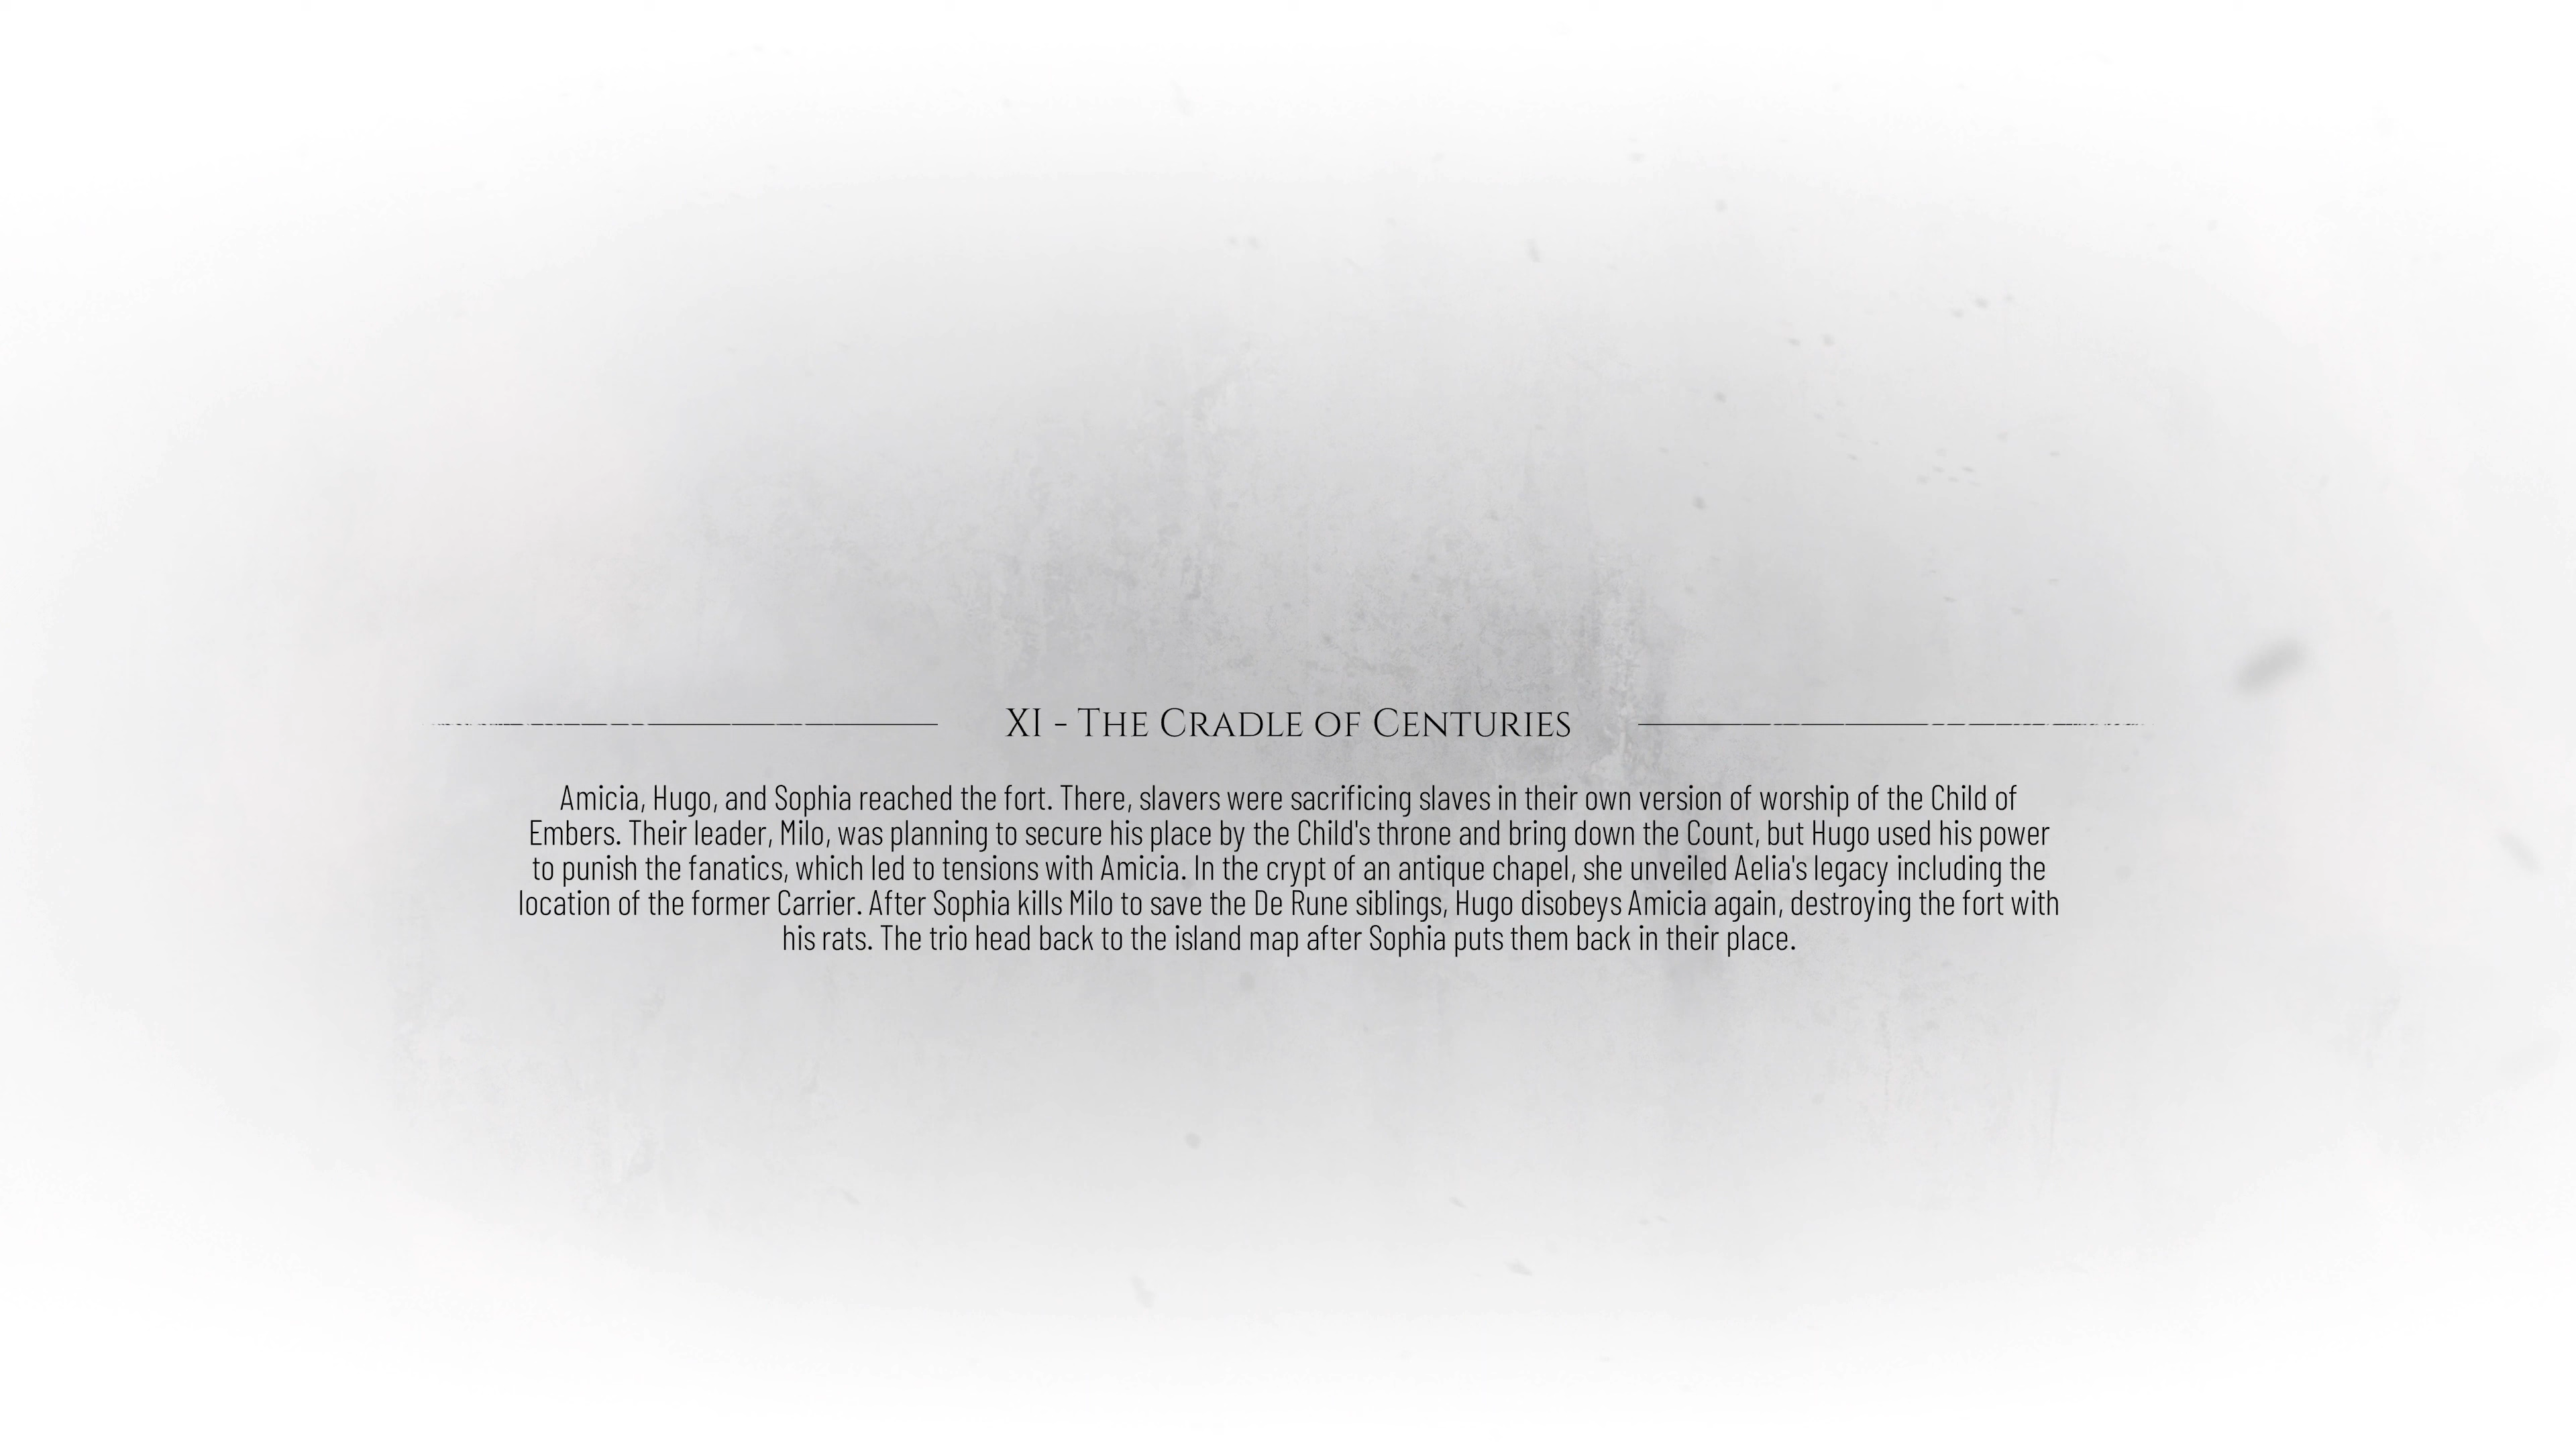 XI - The Cradle of Centuries
Amicia, Hugo, and Sophia reached the fort. There, slavers were sacrificing slaves in their own version of worship of the Child of
Embers. Their leader, Milo, was planning to secure his place by the Child's throne and bring down the Count, but Hugo used his power
to punish the fanatics, which led to tensions with Amicia. In the crypt of an antique chapel, she unveiled Aelia's legacy including the
location of the former Carrier. After Sophia kills Milo to save the De Rune siblings, Hugo disobeys Amicia again, destroying the fort with
his rats. The trio head back to the island map after Sophia puts them back in their place.